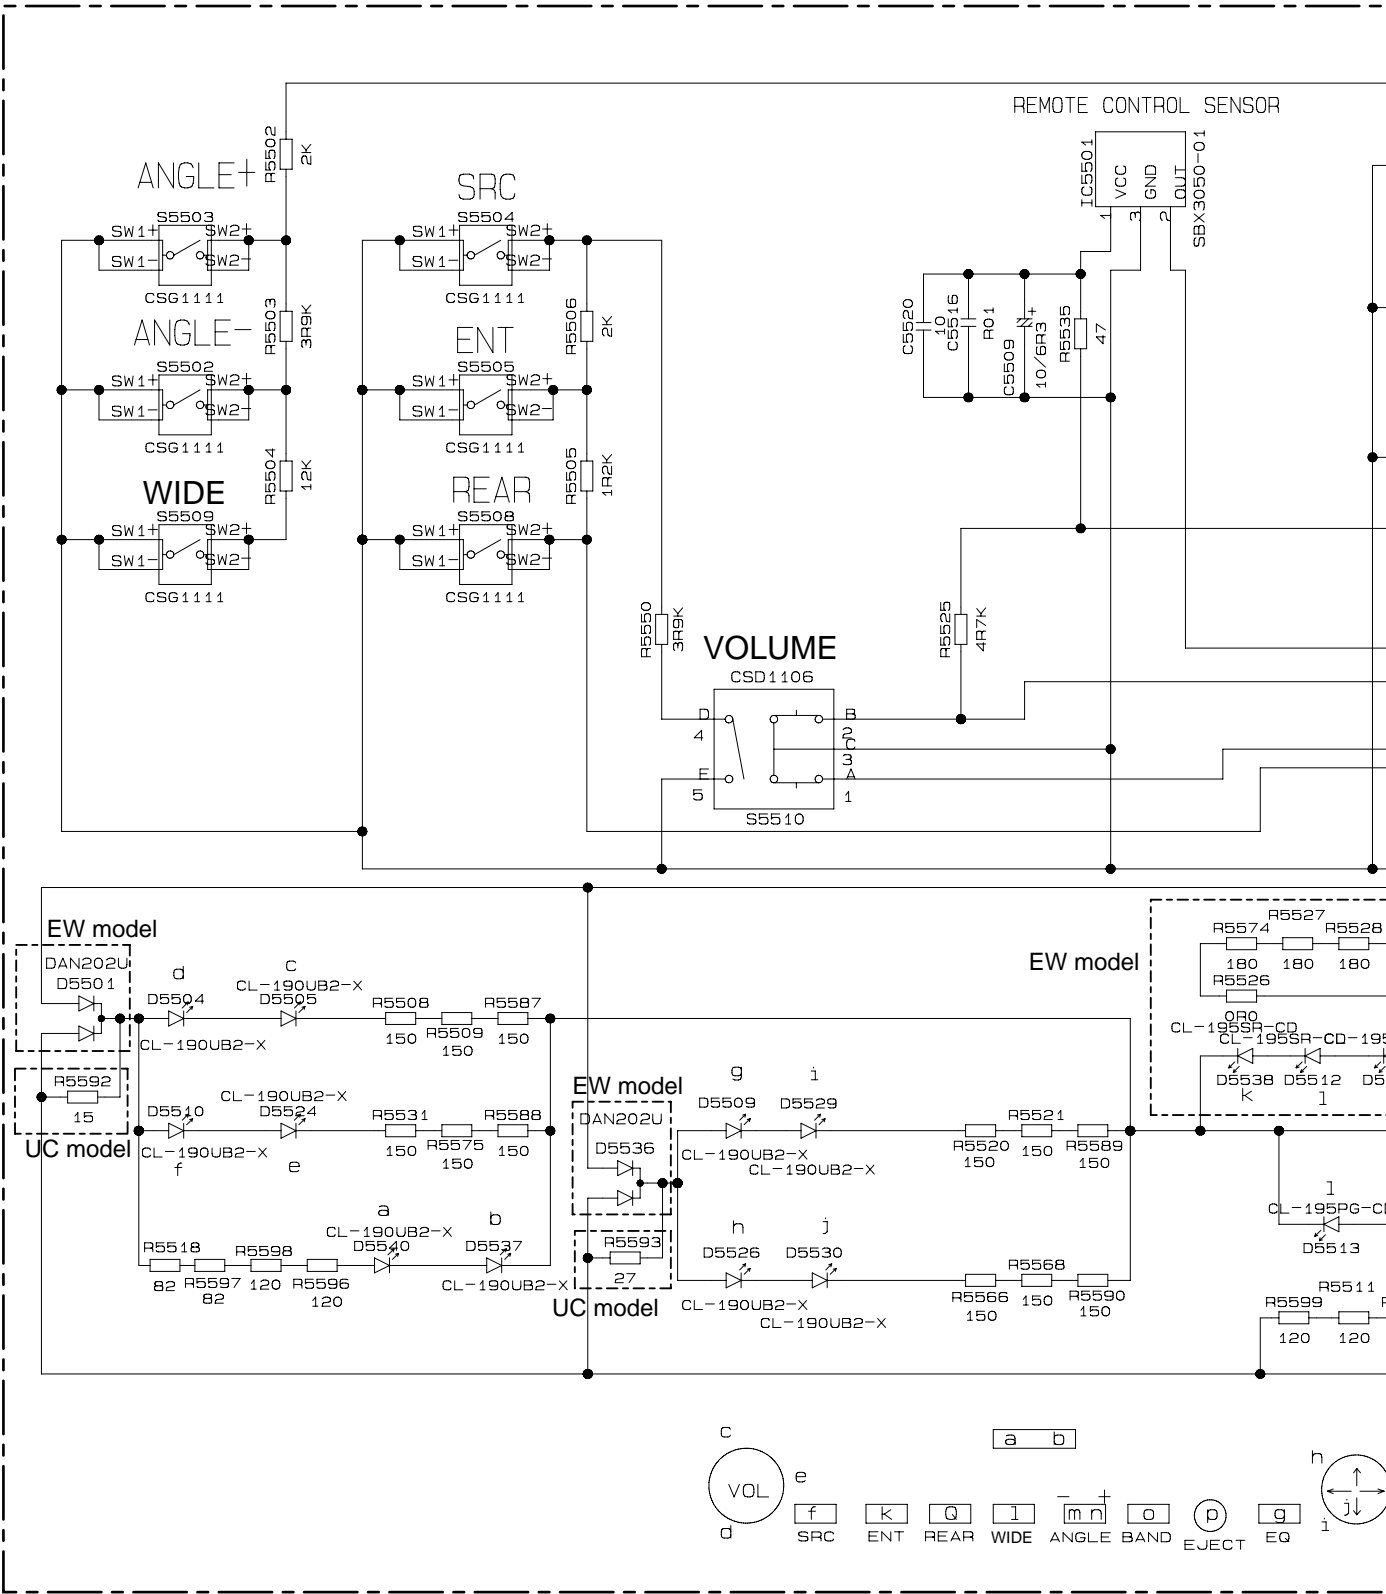 REMOTE CONTROL SENSOR
R5502
2K
IC5501
VCC
GND
OUT
1
3
2
SBX3050-01
ANGLE+
S5503
SW1+ SW2+
SW1- SW2-
CSG1111
SRC
S5504
SW1+ SW2+
SW1- SW2-
CSG1111
R5503
3R9K
R5506
2K
C5520
10
C5516
R01
C5509
10/6R3
+
R5535
47
ANGLE-
S5502
SW1+ SW2+
SW1- SW2-
CSG1111
ENT
S5505
SW1+ SW2+
SW1- SW2-
CSG1111
R5504
12K
R5505
1R2K
WIDE
S5509
SW1+ SW2+
SW1- SW2-
CSG1111
REAR
S5508
SW1+ SW2+
SW1- SW2-
CSG1111
R5550
3R9K
R5525
4R7K
VOLUME
CSD1106
D B
4 2
C
3
E A
5 1
S5510
EW model
DAN202U
D5501
d
D5504
CL-190UB2-X
c
CL-190UB2-X
D5505
R5508
150
R5509
150
R5587
150
EW model
R5574
180
R5527
180
R5528
180
R5526
0R0
CL-195SR-CD
CL-195SR-CD
D5538
k
D5512
l
R5592
15
UC model
D5510
CL-190UB2-X
f
CL-190UB2-X
D5524
e
R5531
150
R5575
150
R5588
150
EW model
DAN202U
D5536
g
D5509
CL-190UB2-X
i
D5529
CL-190UB2-X
R5520
150
R5521
150
R5589
150
l
D5513
R5518
82
R5597
82
R5598
120
R5596
120
a
CL-190UB2-X
D5540
b
D5537
CL-190UB2-X
R5593
27
UC model
h
D5526
CL-190UB2-X
j
D5530
CL-190UB2-X
R5566
150
R5568
150
R5590
150
R5599
120
R5511
120
c
VOL
e
d
a b
h
j
i
f
SRC
k
ENT
Q
REAR
l
WIDE
- +
m n
ANGLE
o
BAND
p
EJECT
g
EQ